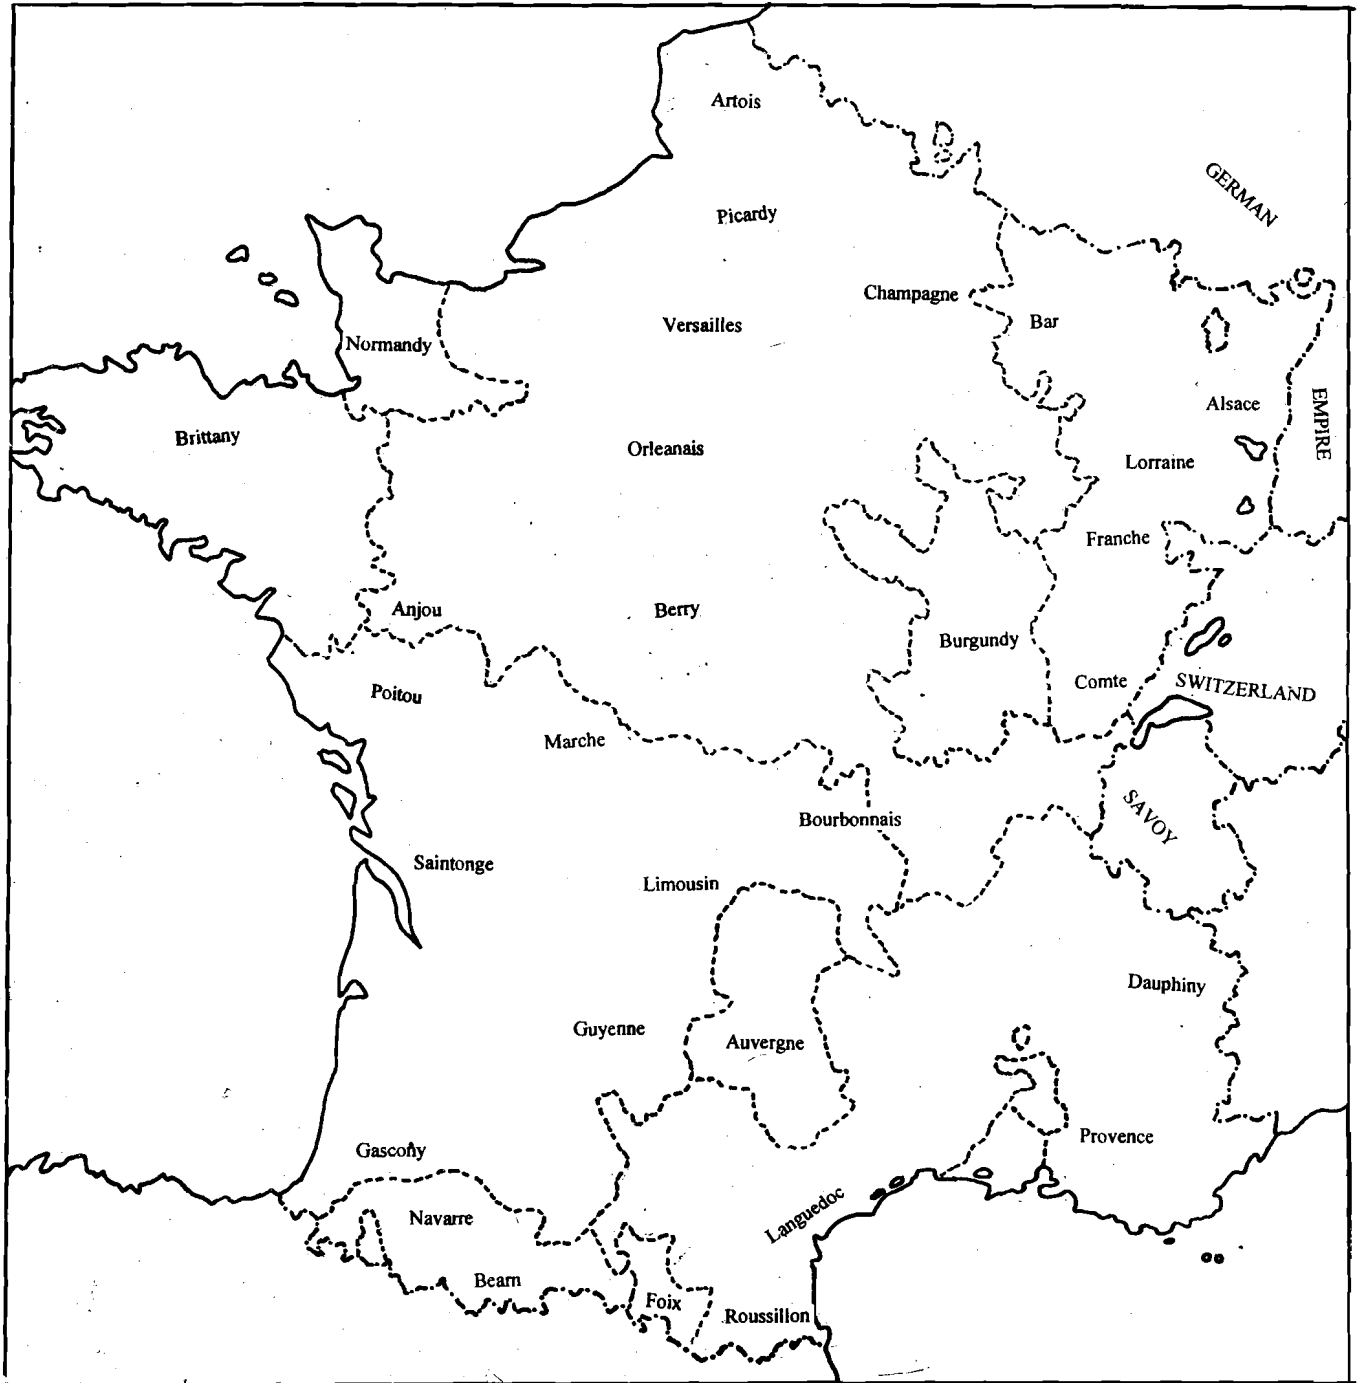 Artois
GERMAN
Picardy
Champagne
Bar
Versailles
Normandy
EMPIRE
Alsace
Brittany
Orleanais
Lorraine
Franche
Anjou
Berry
Burgundy
Comte
SWITZERLAND
Poitou
Marche
SAVOY
Bourbonnais
Saintonge
Limousin
Dauphiny
Guyenne
Auvergne
Provence
Gascony
Languedoc
Navarre
Bearn
Foix
Roussillon